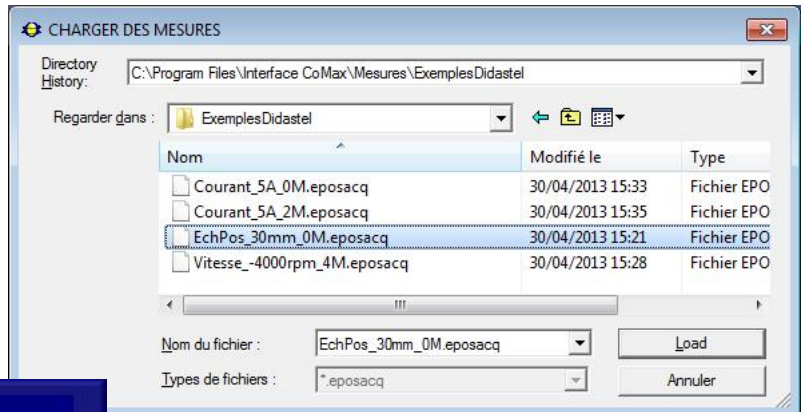 CHARGER DES MESURES
Directory History: C:\Program Files\Interface CoMax\Mesures\ExemplesDidastel
Regarder dans : ExemplesDidastel
Nom Modifié le Type
Courant_5A_0M.eposacq 30/04/2013 15:33 Fichier EPO
Courant_5A_2M.eposacq 30/04/2013 15:35 Fichier EPO
EchPos_30mm_0M.eposacq 30/04/2013 15:21 Fichier EPO
Vitesse_-4000rpm_4M.eposacq 30/04/2013 15:28 Fichier EPO
Nom du fichier : EchPos_30mm_0M.eposacq Load
Types de fichiers : *.eposacq Annuler